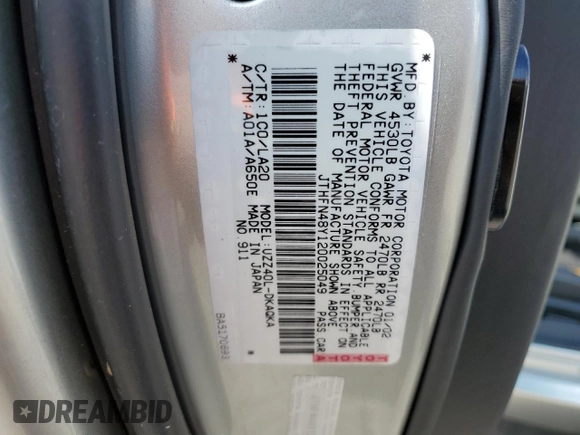 MFD BY: TOYOTA MOTOR CORPORATION 01/02
GVWR 4530LB GAWR FR 2470LB RR 2470LB
THIS VEHICLE CONFORMS TO ALL APPLICABLE
FEDERAL MOTOR VEHICLE SAFETY, BUMPER AND
THEFT PREVENTION STANDARDS IN EFFECT ON
THE DATE OF MANUFACTURE SHOWN ABOVE.
JTHFN48Y120025049 PASS CAR
TOYOTA
C/TR: 1C0/LA20 MODEL: UZZ40L-DKAQKA
A/TM: A01A/A650E MADE IN JAPAN
NO 911
DREAMBID